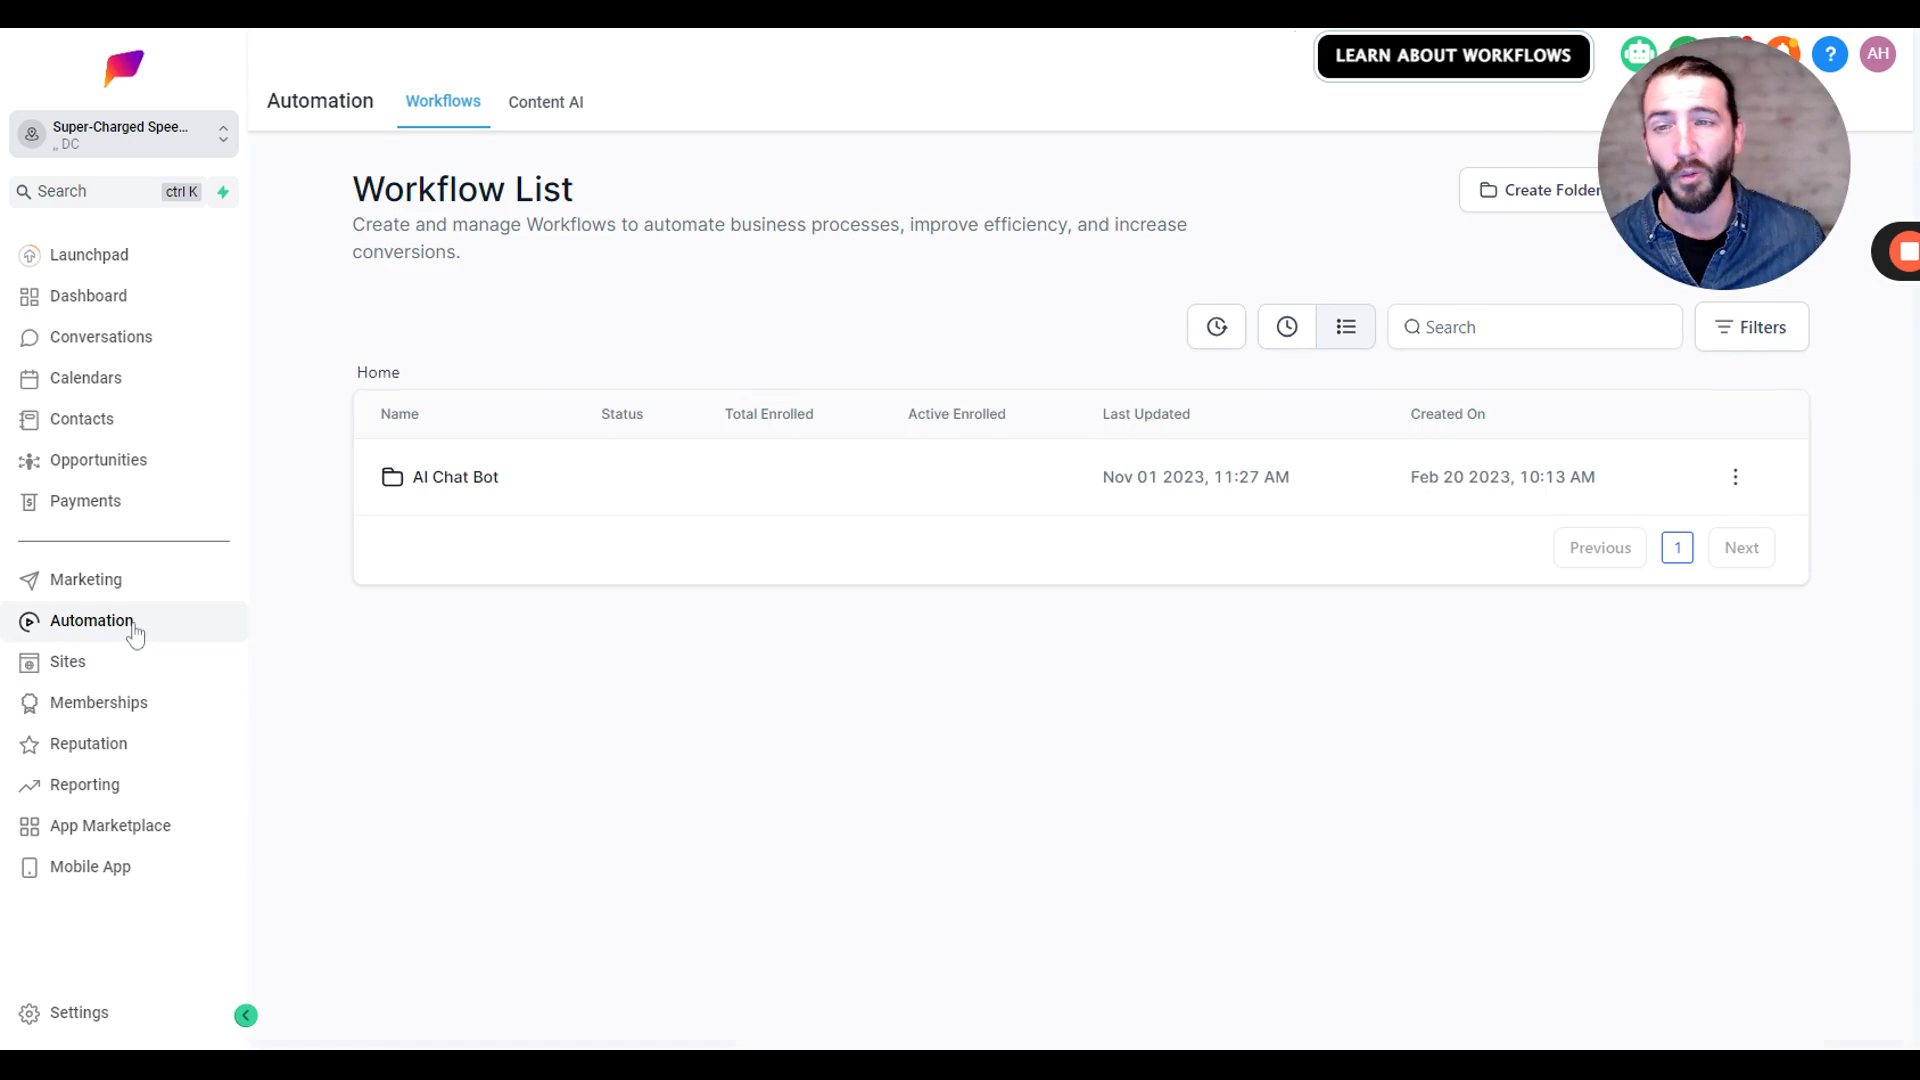 LEARN ABOUT WORKFLOWS
?
AH
Automation
Workflows
Content AI
Super-Charged Spee...
,, DC
Search
ctrl K
Launchpad
Dashboard
Conversations
Calendars
Contacts
Opportunities
Payments
Marketing
Automation
Sites
Memberships
Reputation
Reporting
App Marketplace
Mobile App
Settings
Workflow List
Create and manage Workflows to automate business processes, improve efficiency, and increase
conversions.
Create Folder
Search
Filters
Home
Name Status Total Enrolled Active Enrolled Last Updated Created On
AI Chat Bot Nov 01 2023, 11:27 AM Feb 20 2023, 10:13 AM
Previous 1 Next